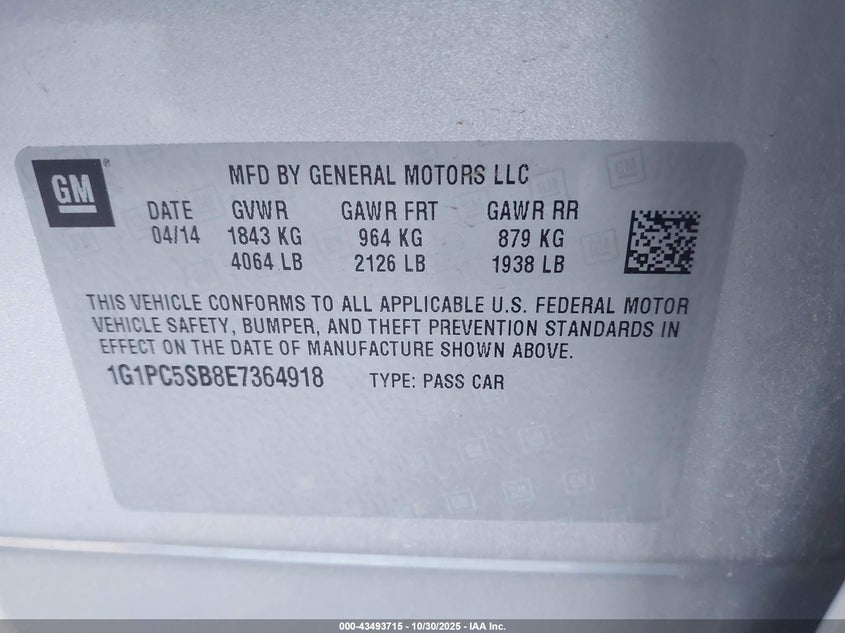 GM ®
MFD BY GENERAL MOTORS LLC
DATE GVWR GAWR FRT GAWR RR
04/14 1843 KG 964 KG 879 KG
4064 LB 2126 LB 1938 LB
THIS VEHICLE CONFORMS TO ALL APPLICABLE U.S. FEDERAL MOTOR
VEHICLE SAFETY, BUMPER, AND THEFT PREVENTION STANDARDS IN
EFFECT ON THE DATE OF MANUFACTURE SHOWN ABOVE.
1G1PC5SB8E7364918 TYPE: PASS CAR
000-43493715 - 10/30/2025 - IAA Inc.